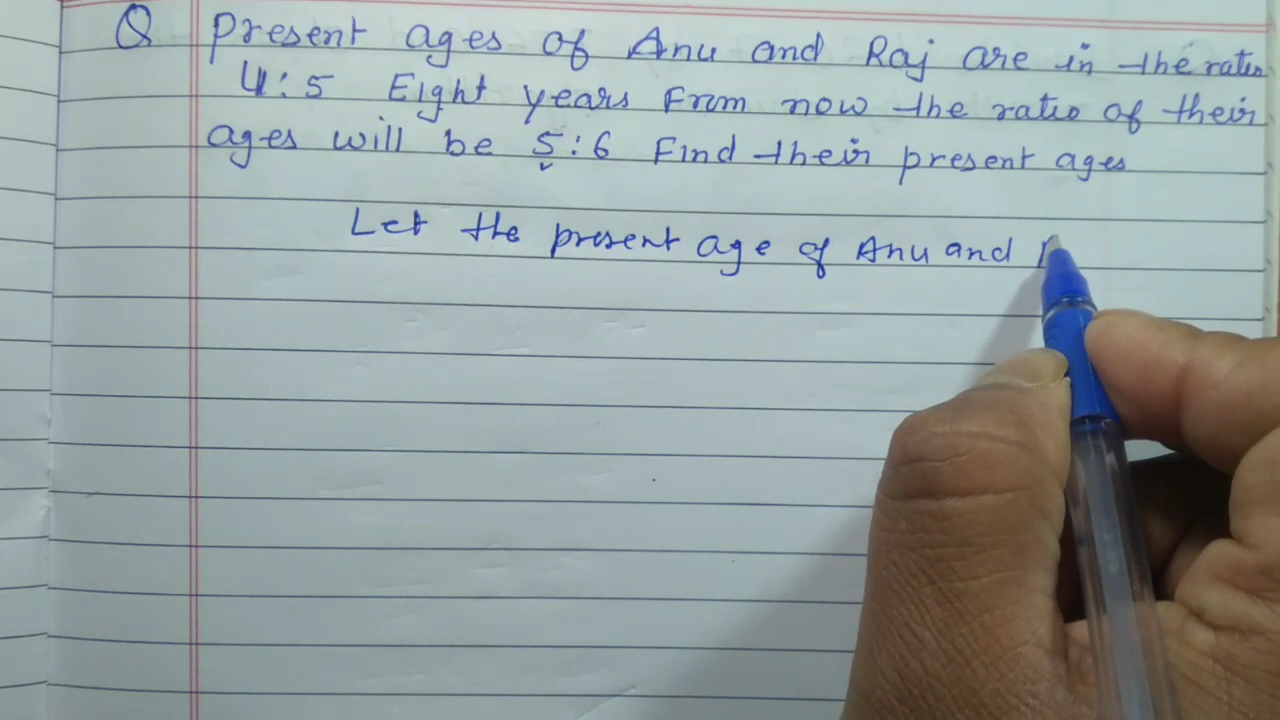 Q Present ages of Anu and Raj are in the ratio
4:5 Eight years From now the ratio of their
ages will be 5:6 Find their present ages
Let the present age of Anu and